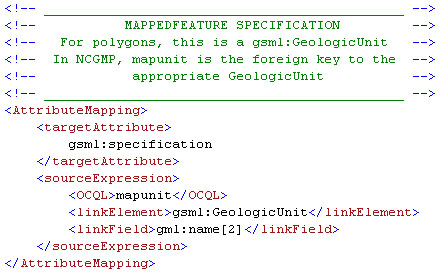 <!-- ______________________________________________ -->
<!-- MAPPEDFEATURE SPECIFICATION -->
<!-- For polygons, this is a gsml:GeologicUnit -->
<!-- In NCGMP, mapunit is the foreign key to the -->
<!-- appropriate GeologicUnit -->
<!-- ______________________________________________ -->
<AttributeMapping>
<targetAttribute>
gsml:specification
</targetAttribute>
<sourceExpression>
<OCQL>mapunit</OCQL>
<linkElement>gsml:GeologicUnit</linkElement>
<linkField>gml:name[2]</linkField>
</sourceExpression>
</AttributeMapping>